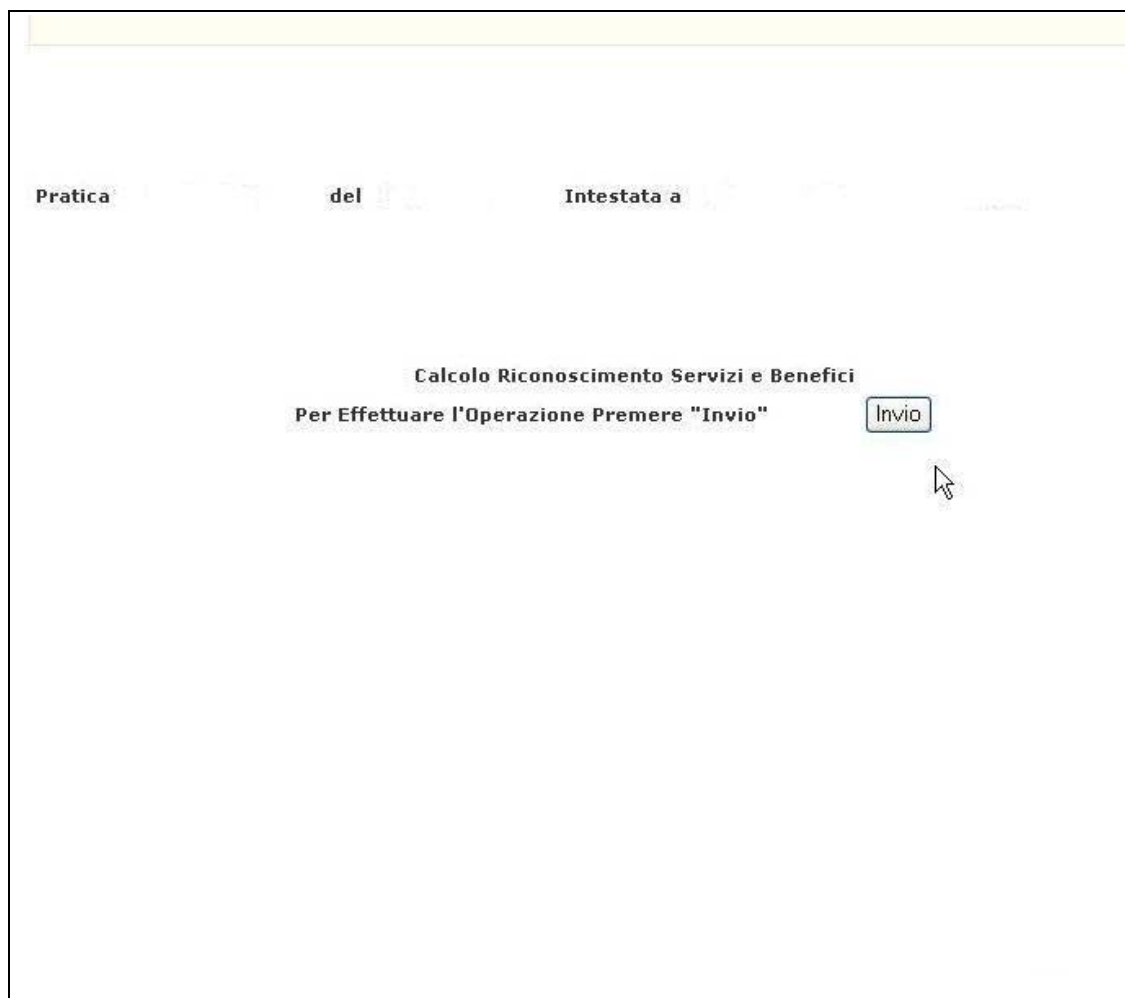 Pratica del Intestata a
Calcolo Riconoscimento Servizi e Benefici
Per Effettuare l'Operazione Premere "Invio" Invio